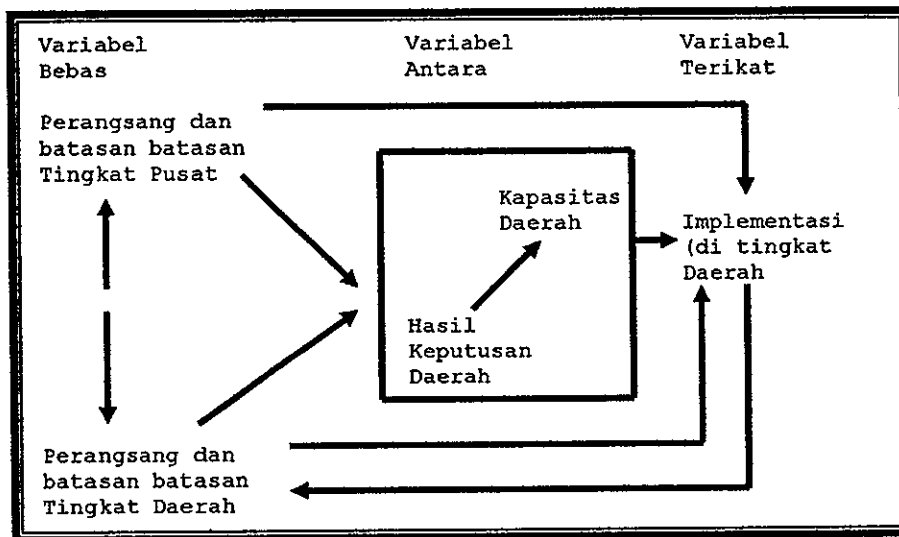 Variabel
Bebas
Variabel
Antara
Variabel
Terikat
Perangsang dan
batasan batasan
Tingkat Pusat
Kapasitas
Daerah
Implementasi
(di tingkat
Daerah
Hasil
Keputusan
Daerah
Perangsang dan
batasan batasan
Tingkat Daerah